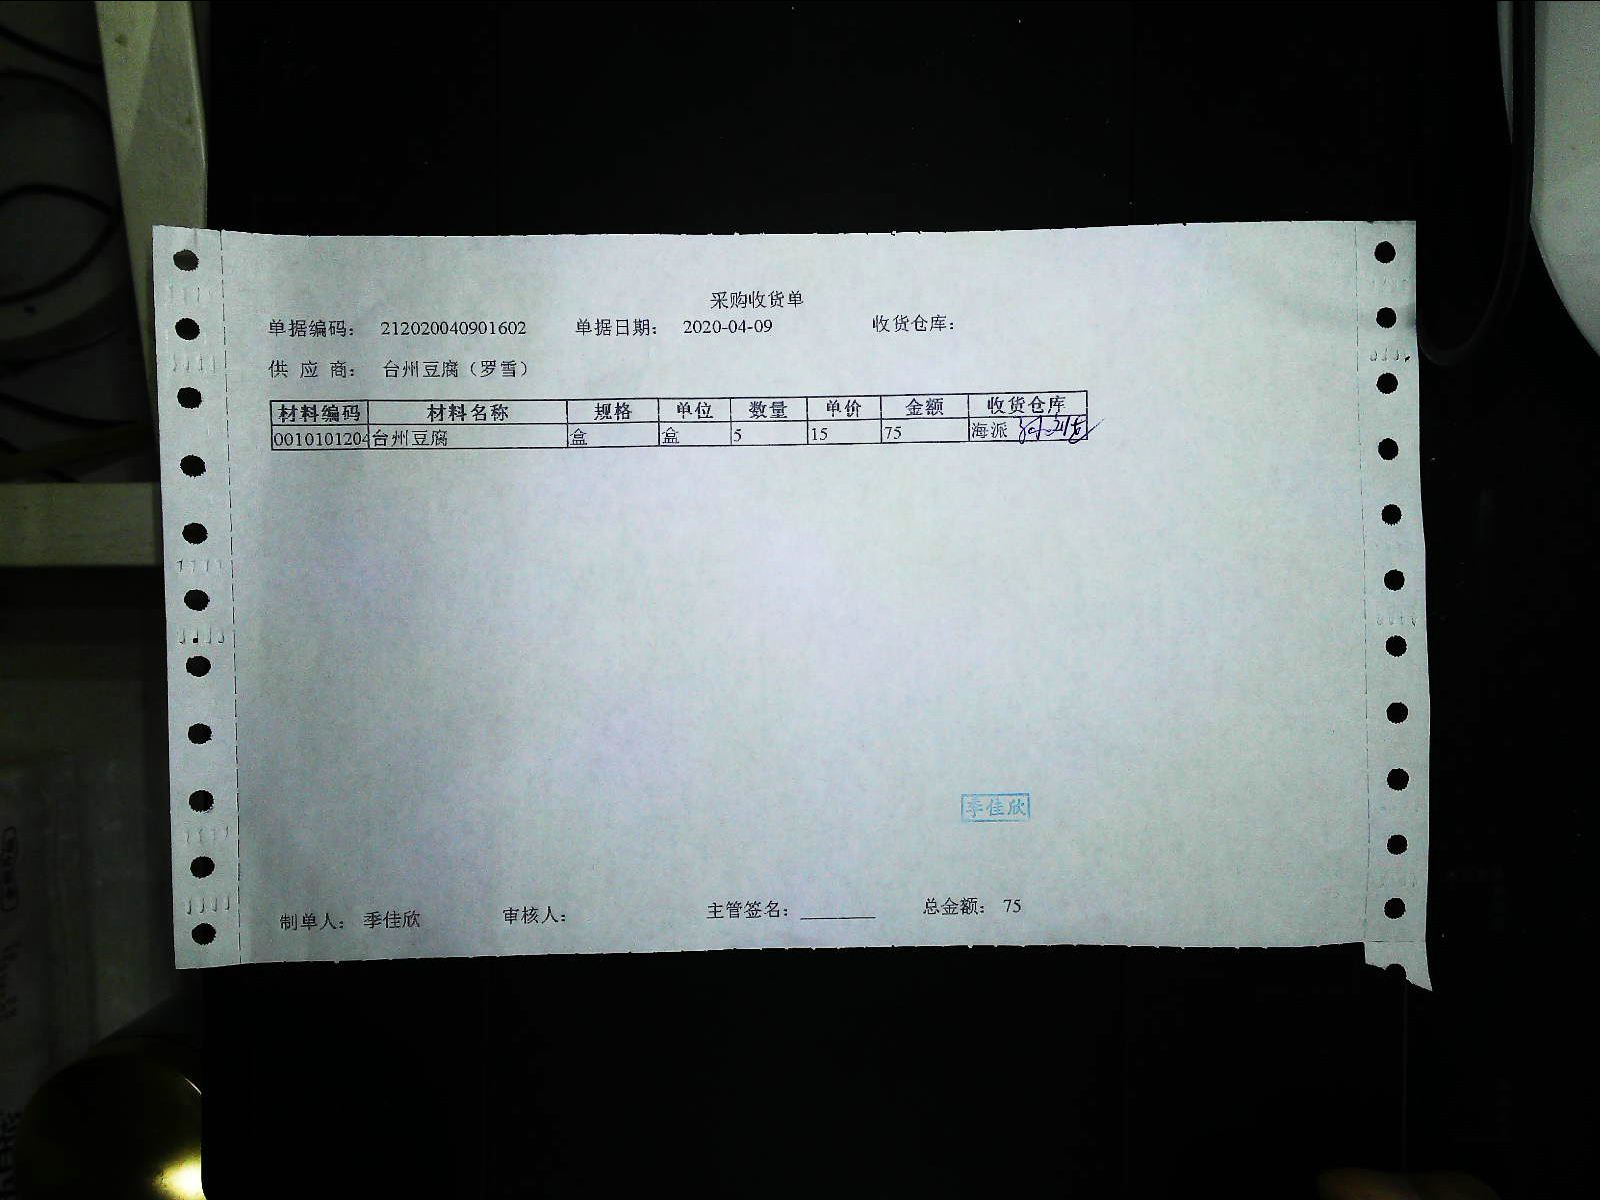 采购收货单
单据编码： 212020040901602 单据日期： 2020-04-09 收货仓库：
供 应 商： 台州豆腐（罗雪）
材料编码 材料名称 规格 单位 数量 单价 金额 收货仓库
0010101204 台州豆腐 盒 盒 5 15 75 海派
季佳欣
制单人： 季佳欣 审核人： 主管签名： 总金额： 75